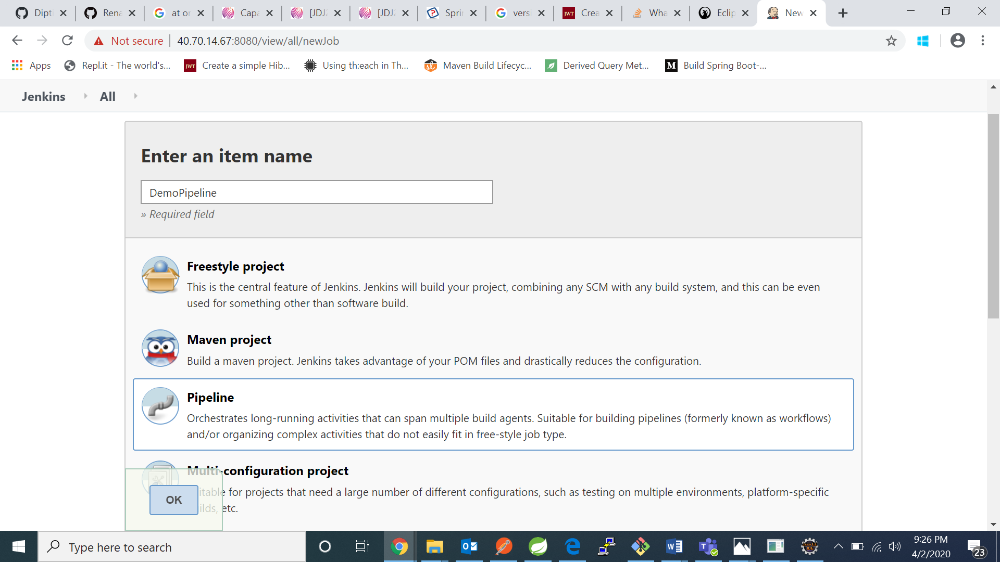 Dipti
Rena
at or
Capa
[JDJ
[JDJ
Sprin
versi
Crea
Wha
Eclip
New
Not secure
40.70.14.67:8080/view/all/newJob
Apps
Repl.it - The world's...
JWT
Create a simple Hib...
Using th:each in Th...
Maven Build Lifecyc...
Derived Query Met...
M
Build Spring Boot-...
Jenkins
All
Enter an item name
DemoPipeline
» Required field
Freestyle project
This is the central feature of Jenkins. Jenkins will build your project, combining any SCM with any build system, and this can be even
used for something other than software build.
Maven project
Build a maven project. Jenkins takes advantage of your POM files and drastically reduces the configuration.
Pipeline
Orchestrates long-running activities that can span multiple build agents. Suitable for building pipelines (formerly known as workflows)
and/or organizing complex activities that do not easily fit in free-style job type.
Multi-configuration project
itable for projects that need a large number of different configurations, such as testing on multiple environments, platform-specific
ilds, etc.
OK
Type here to search
9:26 PM
4/2/2020
23